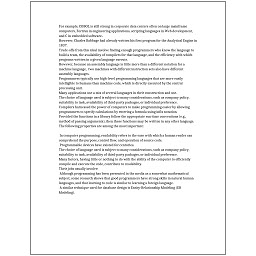 For example, COBOL is still strong in corporate data centers often on large mainframe
computers, Fortran in engineering applications, scripting languages in Web development,
and C in embedded software.
However, Charles Babbage had already written his first program for the Analytical Engine in
1837.
Trade-offs from this ideal involve finding enough programmers who know the language to
build a team, the availability of compilers for that language, and the efficiency with which
programs written in a given language execute.
However, because an assembly language is little more than a different notation for a
machine language, two machines with different instruction sets also have different
assembly languages.
Programmers typically use high-level programming languages that are more easily
intelligible to humans than machine code, which is directly executed by the central
processing unit.
Many applications use a mix of several languages in their construction and use.
The choice of language used is subject to many considerations, such as company policy,
suitability to task, availability of third-party packages, or individual preference.
Compilers harnessed the power of computers to make programming easier by allowing
programmers to specify calculations by entering a formula using infix notation.
Provided the functions in a library follow the appropriate run-time conventions (e.g.,
method of passing arguments), then these functions may be written in any other language.
The following properties are among the most important:

In computer programming, readability refers to the ease with which a human reader can
comprehend the purpose, control flow, and operation of source code.
Programmable devices have existed for centuries.
The choice of language used is subject to many considerations, such as company policy,
suitability to task, availability of third-party packages, or individual preference.
Many factors, having little or nothing to do with the ability of the computer to efficiently
compile and execute the code, contribute to readability.
Their jobs usually involve:
Although programming has been presented in the media as a somewhat mathematical
subject, some research shows that good programmers have strong skills in natural human
languages, and that learning to code is similar to learning a foreign language.
A similar technique used for database design is Entity-Relationship Modeling (ER
Modeling).